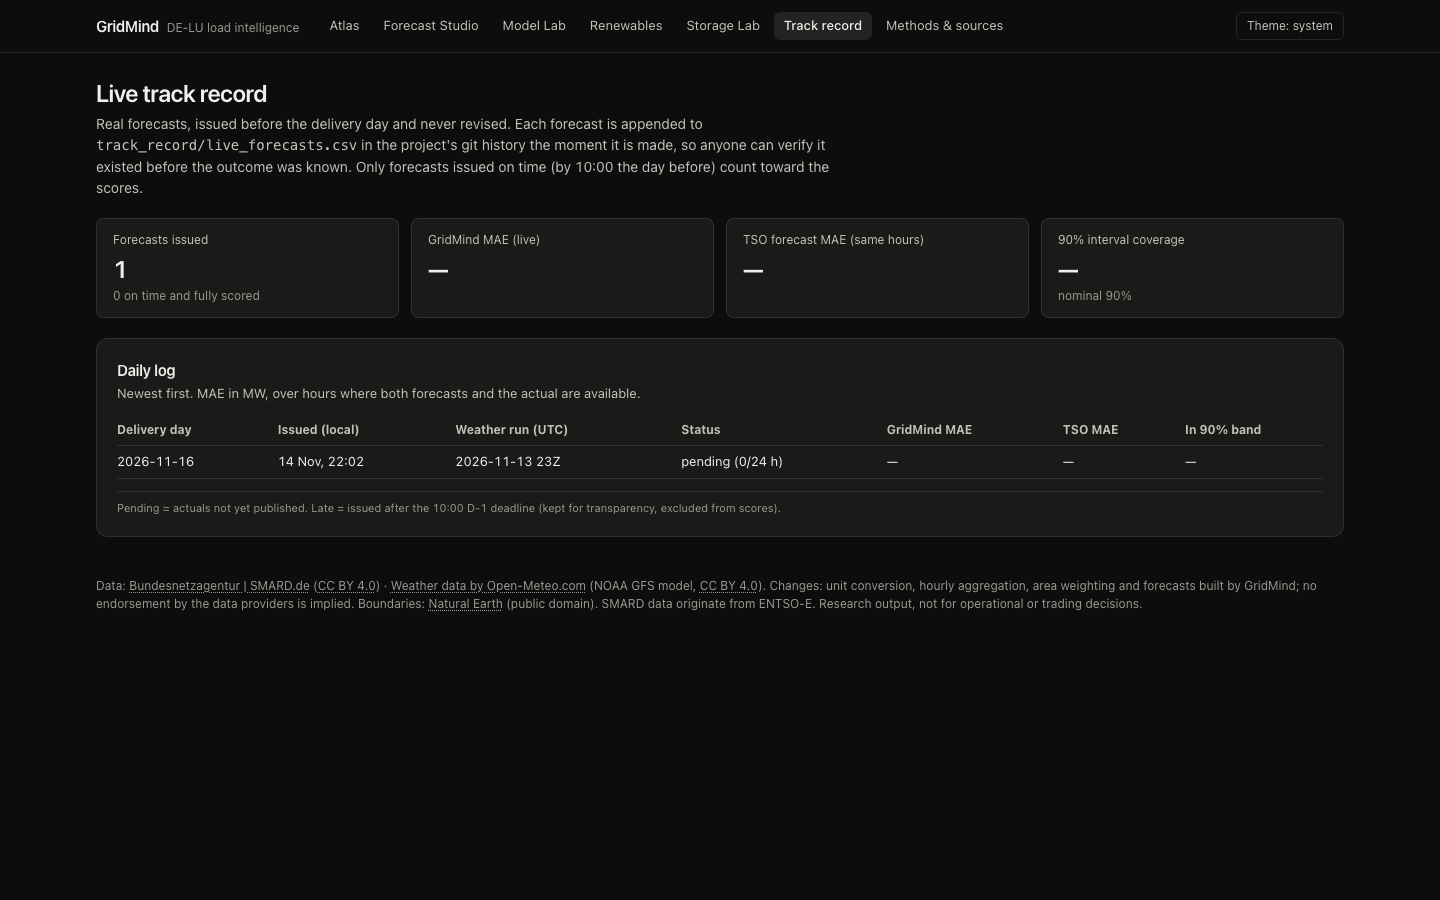 GridMind DE-LU load intelligence Atlas Forecast Studio Model Lab Renewables Storage Lab Track record Methods & sources Theme: system
Live track record
Real forecasts, issued before the delivery day and never revised. Each forecast is appended to
track_record/live_forecasts.csv in the project's git history the moment it is made, so anyone can verify it
existed before the outcome was known. Only forecasts issued on time (by 10:00 the day before) count toward the
scores.
Forecasts issued
1
0 on time and fully scored
GridMind MAE (live)
—
TSO forecast MAE (same hours)
—
90% interval coverage
—
nominal 90%
Daily log
Newest first. MAE in MW, over hours where both forecasts and the actual are available.
Delivery day Issued (local) Weather run (UTC) Status GridMind MAE TSO MAE In 90% band
2026-11-16 14 Nov, 22:02 2026-11-13 23Z pending (0/24 h) — — —
Pending = actuals not yet published. Late = issued after the 10:00 D-1 deadline (kept for transparency, excluded from scores).
Data: Bundesnetzagentur | SMARD.de (CC BY 4.0) · Weather data by Open-Meteo.com (NOAA GFS model, CC BY 4.0). Changes: unit conversion, hourly aggregation, area weighting and forecasts built by GridMind; no
endorsement by the data providers is implied. Boundaries: Natural Earth (public domain). SMARD data originate from ENTSO-E. Research output, not for operational or trading decisions.